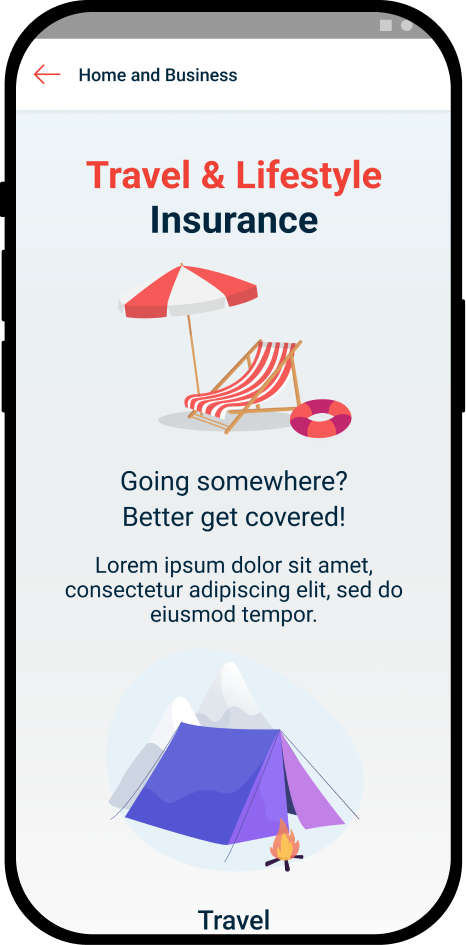 Home and Business
Travel & Lifestyle
Insurance
Going somewhere?
Better get covered!
Lorem ipsum dolor sit amet,
consectetur adipiscing elit, sed do
eiusmod tempor.
Travel